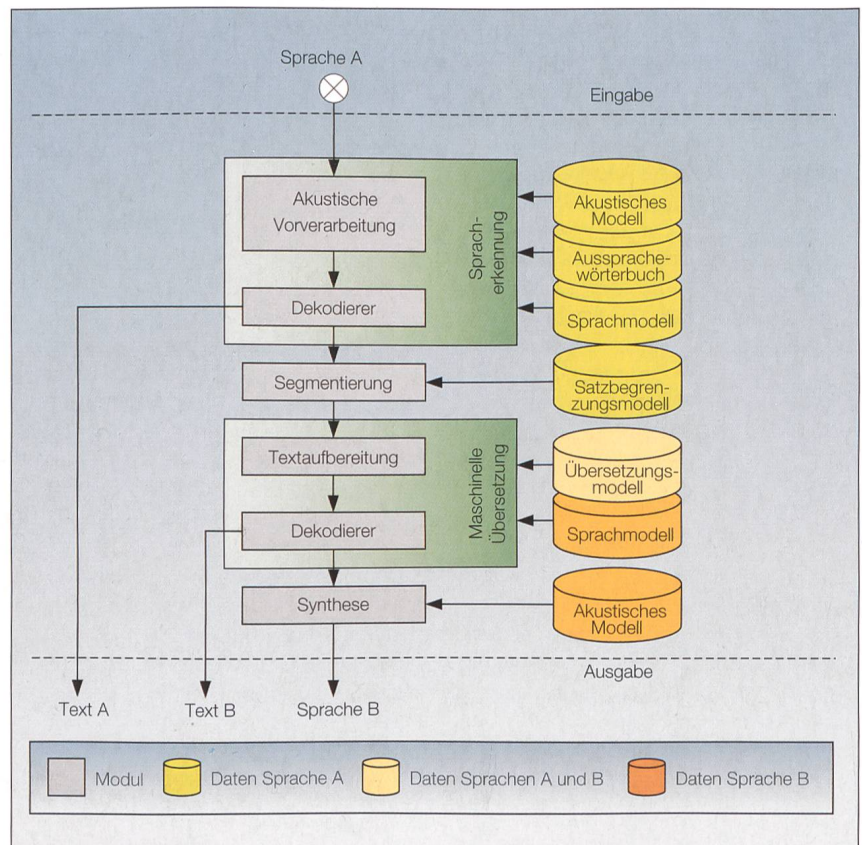 Sprache A
Eingabe
Akustische
Vorverarbeitung
Dekodierer
Sprach-
erkennung
Akustisches
Modell
Aussprache-
wörterbuch
Sprachmodell
Segmentierung
Satzbegren-
zungsmodell
Textaufbereitung
Dekodierer
Maschinelle
Übersetzung
Übersetzungs-
modell
Sprachmodell
Synthese
Akustisches
Modell
Ausgabe
Text A
Text B
Sprache B
Modul
Daten Sprache A
Daten Sprachen A und B
Daten Sprache B